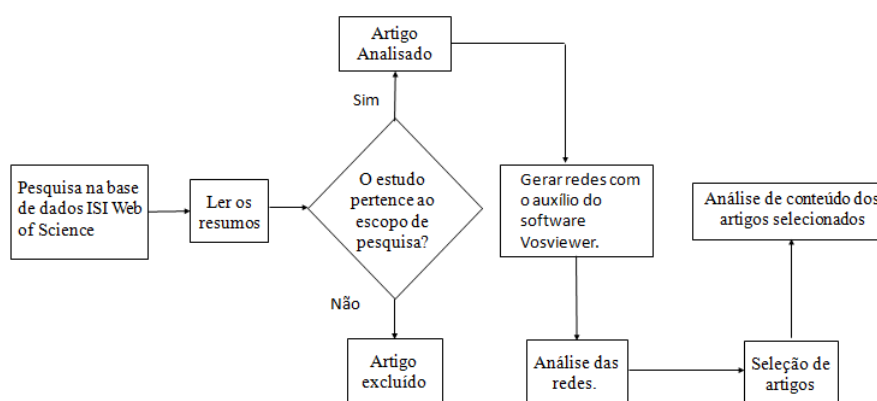 Pesquisa na base
de dados ISI Web
of Science
Ler os
resumos
O estudo
pertence ao
escopo de
pesquisa?
Sim
Artigo
Analisado
Não
Artigo
excluído
Gerar redes com
o auxílio do
software
Vosviewer.
Análise das
redes.
Seleção de
artigos
Análise de conteúdo dos
artigos selecionados